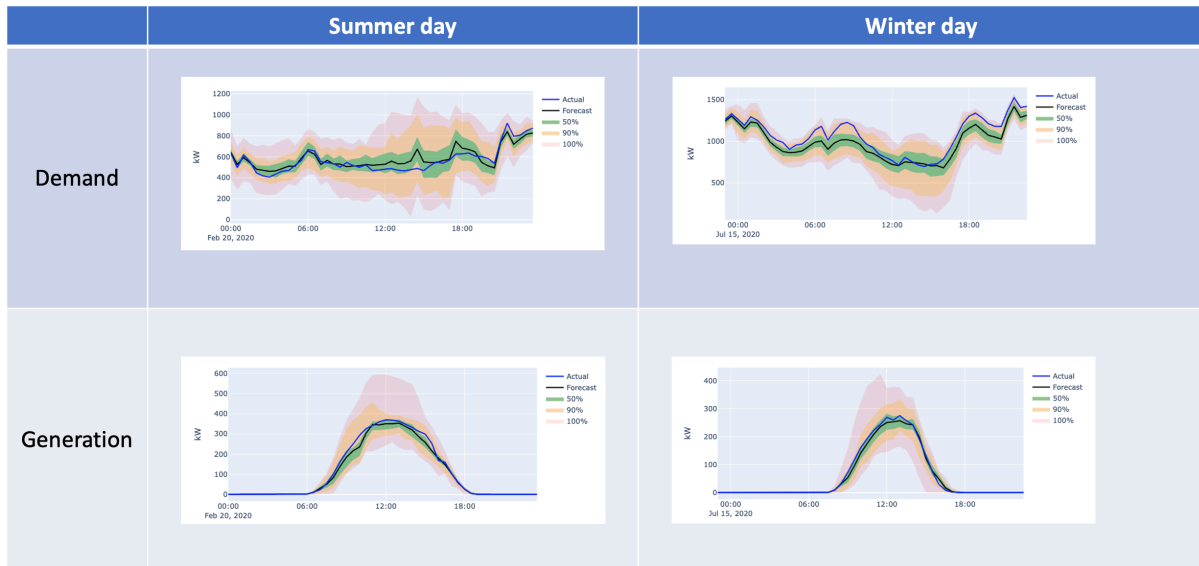 Summer day
Winter day
Demand
1200
1000
800
600
400
200
0
kW
00:00
06:00
12:00
18:00
Feb 20, 2020
Actual
Forecast
50%
90%
100%
1500
1000
500
kW
00:00
06:00
12:00
18:00
Jul 15, 2020
Actual
Forecast
50%
90%
100%
Generation
600
500
400
300
200
100
0
kW
00:00
06:00
12:00
18:00
Feb 20, 2020
Actual
Forecast
50%
90%
100%
400
300
200
100
0
kW
00:00
06:00
12:00
18:00
Jul 15, 2020
Actual
Forecast
50%
90%
100%